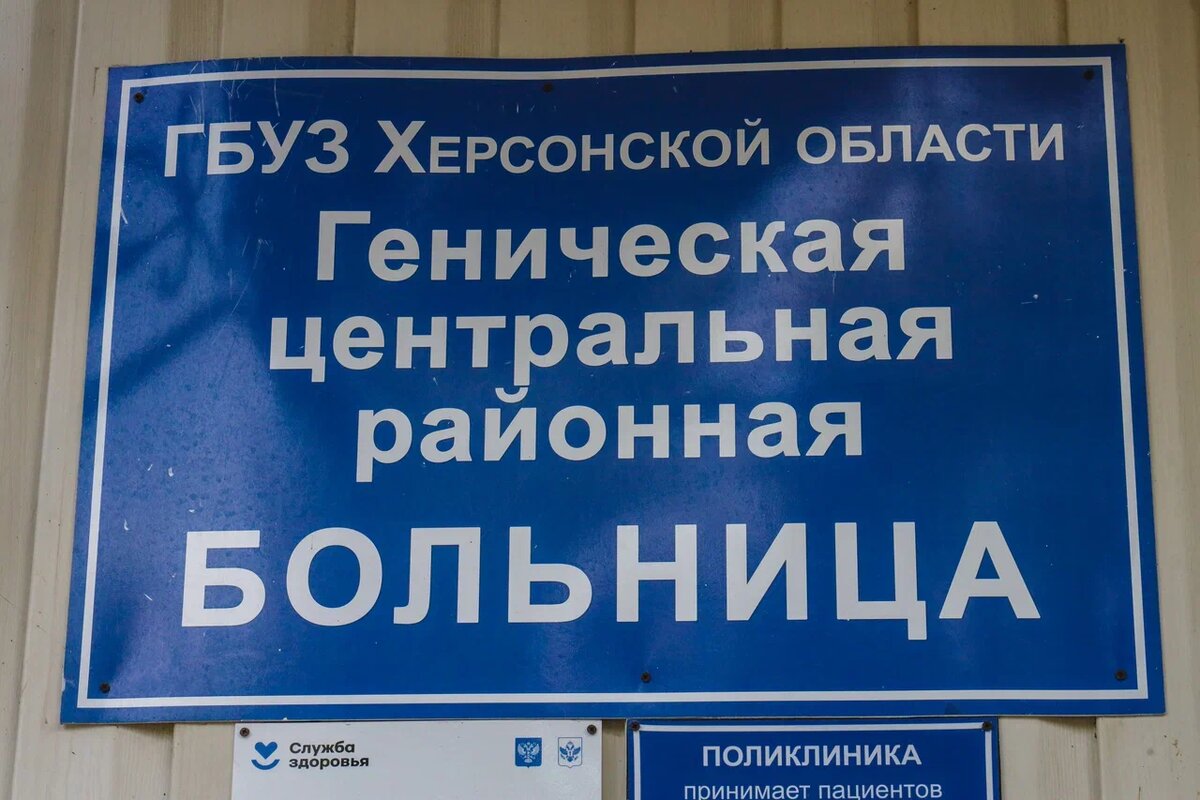 ГБУЗ ХЕРСОНСКОЙ ОБЛАСТИ
Геническая
центральная
районная
БОЛЬНИЦА
Служба
здоровья
ПОЛИКЛИНИКА
принимает пациентов